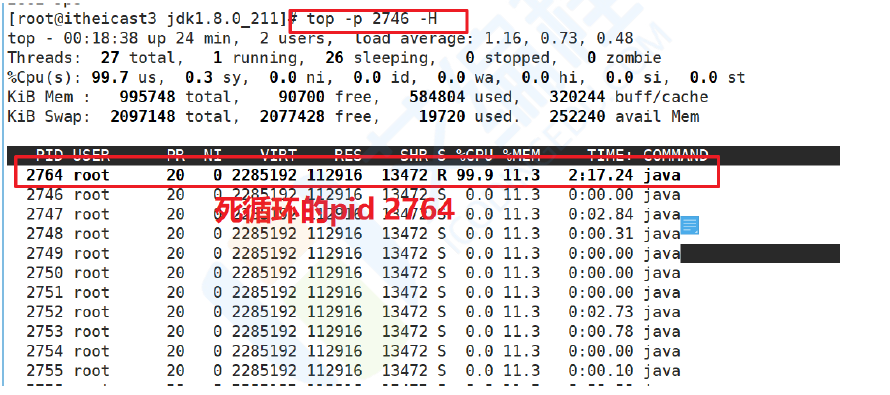 [root@itheicast3 jdk1.8.0_211]# top -p 2746 -H
top - 00:18:38 up 24 min,  2 users,  load average: 1.16, 0.73, 0.48
Threads:  27 total,   1 running,  26 sleeping,   0 stopped,   0 zombie
%Cpu(s): 99.7 us,  0.3 sy,  0.0 ni,  0.0 id,  0.0 wa,  0.0 hi,  0.0 si,  0.0 st
KiB Mem :   995748 total,    90700 free,   584804 used,   320244 buff/cache
KiB Swap:  2097148 total,  2077428 free,    19720 used.   252240 avail Mem
PID USER      PR  NI    VIRT    RES    SHR S %CPU %MEM     TIME: COMMAND
2764 root      20   0 2285192 112916  13472 R 99.9 11.3   2:17.24 java
2746 root      20   0 2285192 112916  13472 S  0.0 11.3   0:00.00 java
2747 root      20   0 2285192 112916  13472 S  0.0 11.3   0:02.84 java
死循环的pid 2764
2748 root      20   0 2285192 112916  13472 S  0.0 11.3   0:00.31 java
2749 root      20   0 2285192 112916  13472 S  0.0 11.3   0:00.00 java
2750 root      20   0 2285192 112916  13472 S  0.0 11.3   0:00.00 java
2751 root      20   0 2285192 112916  13472 S  0.0 11.3   0:00.00 java
2752 root      20   0 2285192 112916  13472 S  0.0 11.3   0:02.73 java
2753 root      20   0 2285192 112916  13472 S  0.0 11.3   0:00.78 java
2754 root      20   0 2285192 112916  13472 S  0.0 11.3   0:00.00 java
2755 root      20   0 2285192 112916  13472 S  0.0 11.3   0:00.10 java